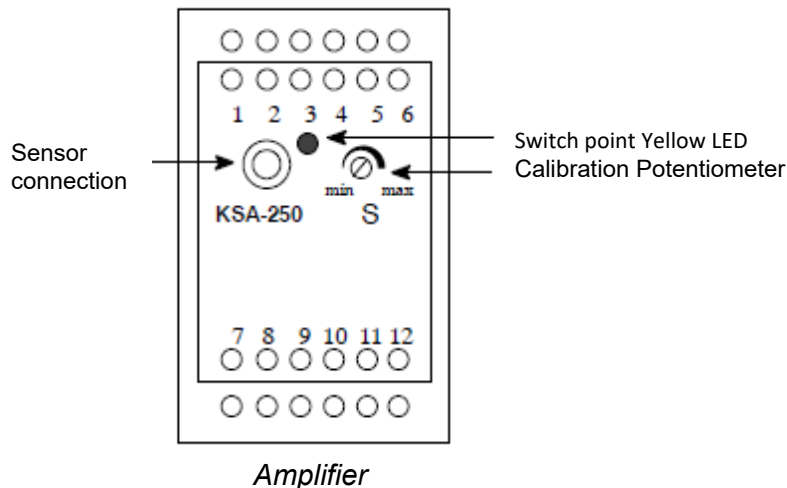 1 2 3 4 5 6
Sensor
connection
Switch point Yellow LED
Calibration Potentiometer
min max
KSA-250 S
7 8 9 10 11 12
Amplifier